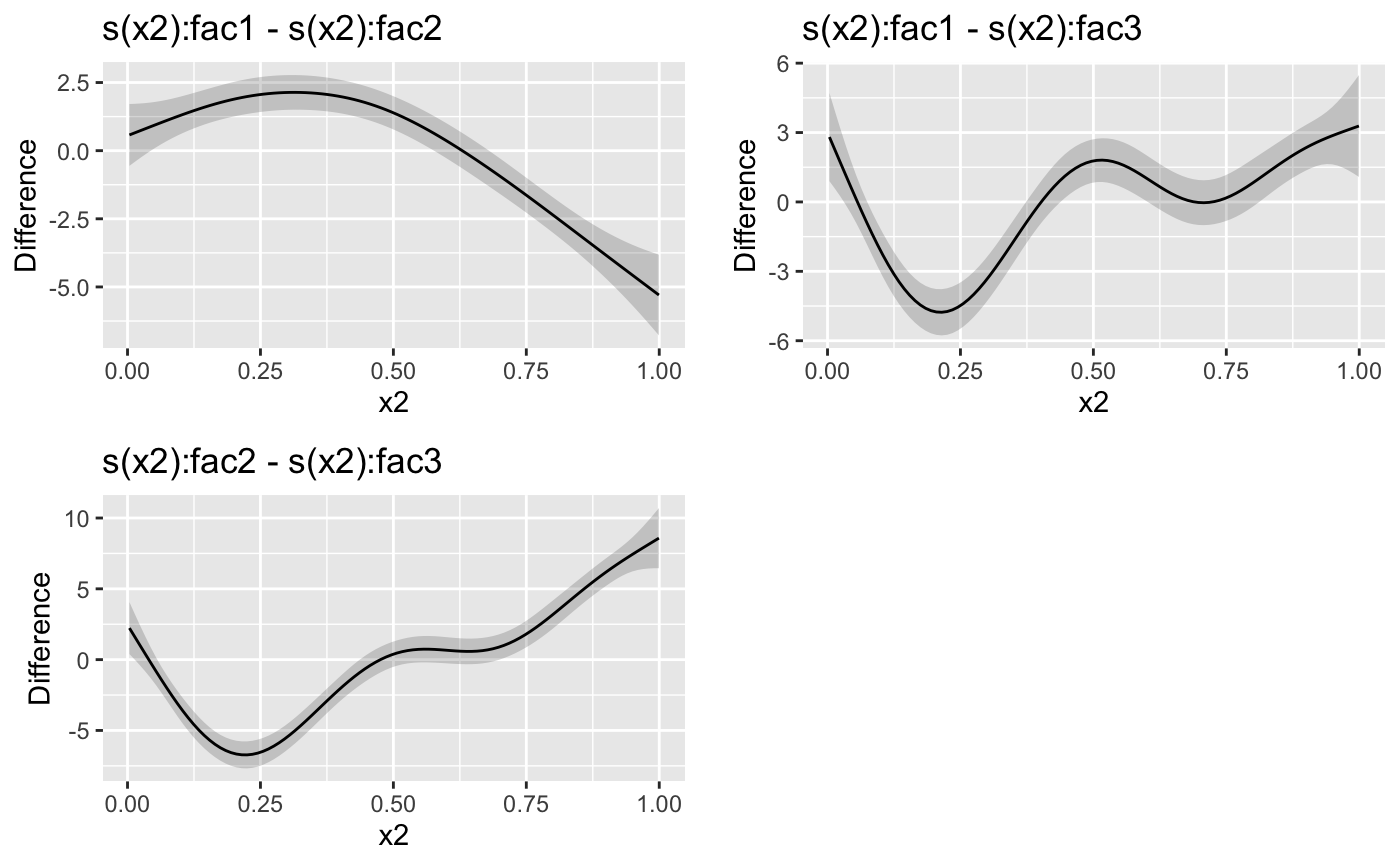 s(x2):fac1 - s(x2):fac2
2.5
0.0
-2.5
-5.0
Difference
0.00 0.25 0.50 0.75 1.00
x2
s(x2):fac1 - s(x2):fac3
6
3
0
-3
-6
Difference
0.00 0.25 0.50 0.75 1.00
x2
s(x2):fac2 - s(x2):fac3
10
5
0
-5
Difference
0.00 0.25 0.50 0.75 1.00
x2